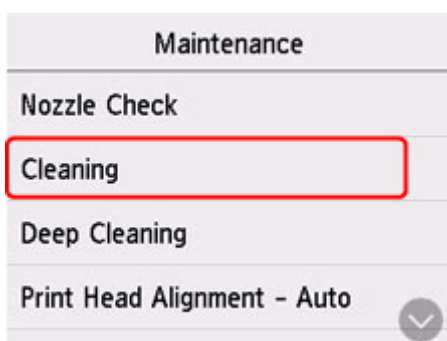 Maintenance
Nozzle Check
Cleaning
Deep Cleaning
Print Head Alignment - Auto